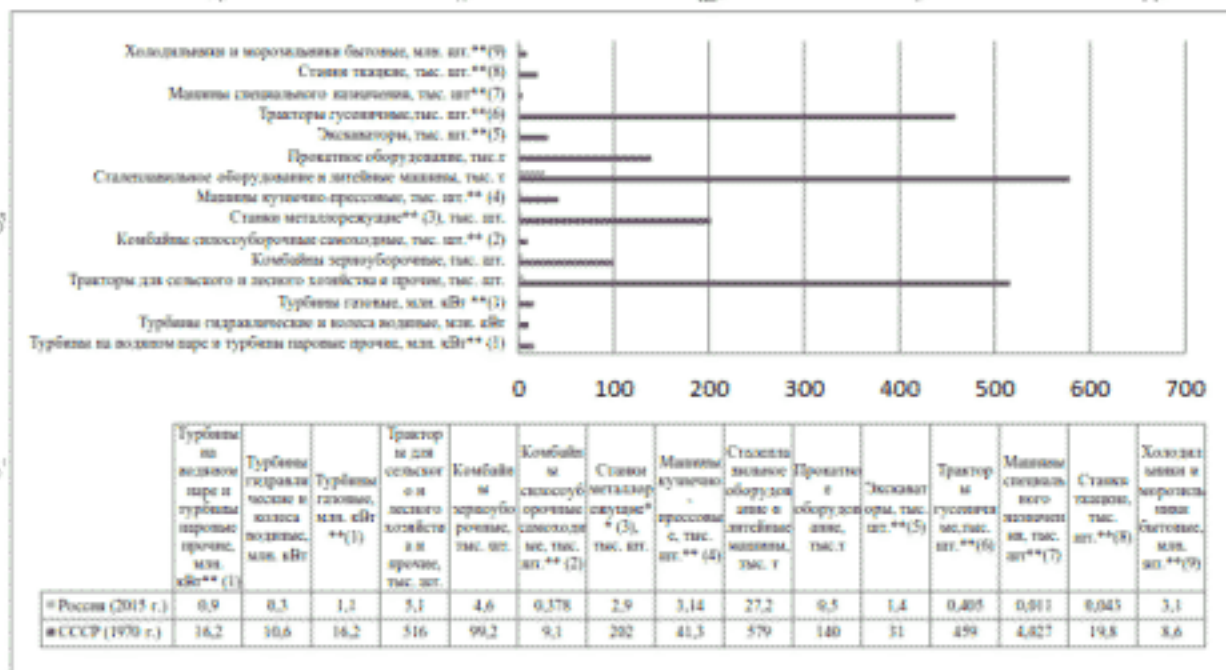 Холодильники и морозильники бытовые, млн. шт.**(9)
Станки ткацкие, тыс. шт.**(8)
Машины специального назначения, тыс. шт**(7)
Тракторы гусеничные,тыс. шт.**(6)
Экскаваторы, тыс. шт.**(5)
Прокатное оборудование, тыс.т
Сталеплавильное оборудование и литейные машины, тыс. т
Машины кузнечно-прессовые, тыс. шт.** (4)
Станки металлорежущие** (3), тыс. шт.
Комбайны силосоуборочные самоходные, тыс. шт.** (2)
Комбайны зерноуборочные, тыс. шт.
Тракторы для сельского и лесного хозяйства и прочие, тыс. шт.
Турбины газовые, млн. кВт **(1)
Турбины гидравлические и колеса водяные, млн. кВт
Турбины на водяном паре и турбины паровые прочие, млн. кВт** (1)
0 100 200 300 400 500 600 700
Турбины на водяном паре и турбины паровые прочие, млн. кВт** (1)
Турбины гидравлические и колеса водяные, млн. кВт
Турбины газовые, млн. кВт **(1)
Тракторы для сельского и лесного хозяйства и прочие, тыс. шт.
Комбайны зерноуборочные, тыс. шт.
Комбайны силосоуборочные самоходные, тыс. шт.** (2)
Станки металлорежущие** (3), тыс. шт.
Машины кузнечно-прессовые, тыс. шт.** (4)
Сталеплавильное оборудование и литейные машины, тыс. т
Прокатное оборудование, тыс.т
Экскаваторы, тыс. шт.**(5)
Тракторы гусеничные,тыс. шт.**(6)
Машины специального назначения, тыс. шт**(7)
Станки ткацкие, тыс. шт.**(8)
Холодильники и морозильники бытовые, млн. шт.**(9)
Россия (2015 г.) 0,9 0,3 1,1 5,1 4,6 0,378 2,9 3,14 27,2 0,5 1,4 0,405 0,011 0,043 3,1
СССР (1970 г.) 16,2 10,6 16,2 516 99,2 9,1 202 41,3 579 140 31 459 4,027 19,8 8,6